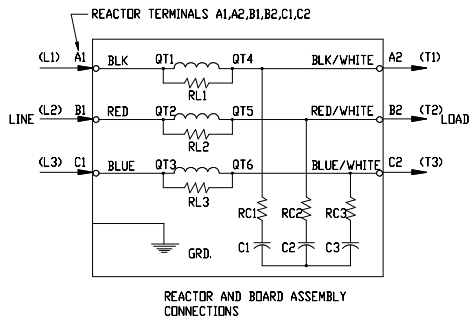 REACTOR TERMINALS A1,A2,B1,B2,C1,C2
(L1) A1 BLK QT1 QT4 BLK/WHITE A2 (T1)
RL1
(L2) B1 RED QT2 QT5 RED/WHITE B2 (T2)
LINE LOAD
RL2
(L3) C1 BLUE QT3 QT6 BLUE/WHITE C2 (T3)
RL3
RC1 RC2 RC3
C1 C2 C3
GRD.
REACTOR AND BOARD ASSEMBLY
CONNECTIONS